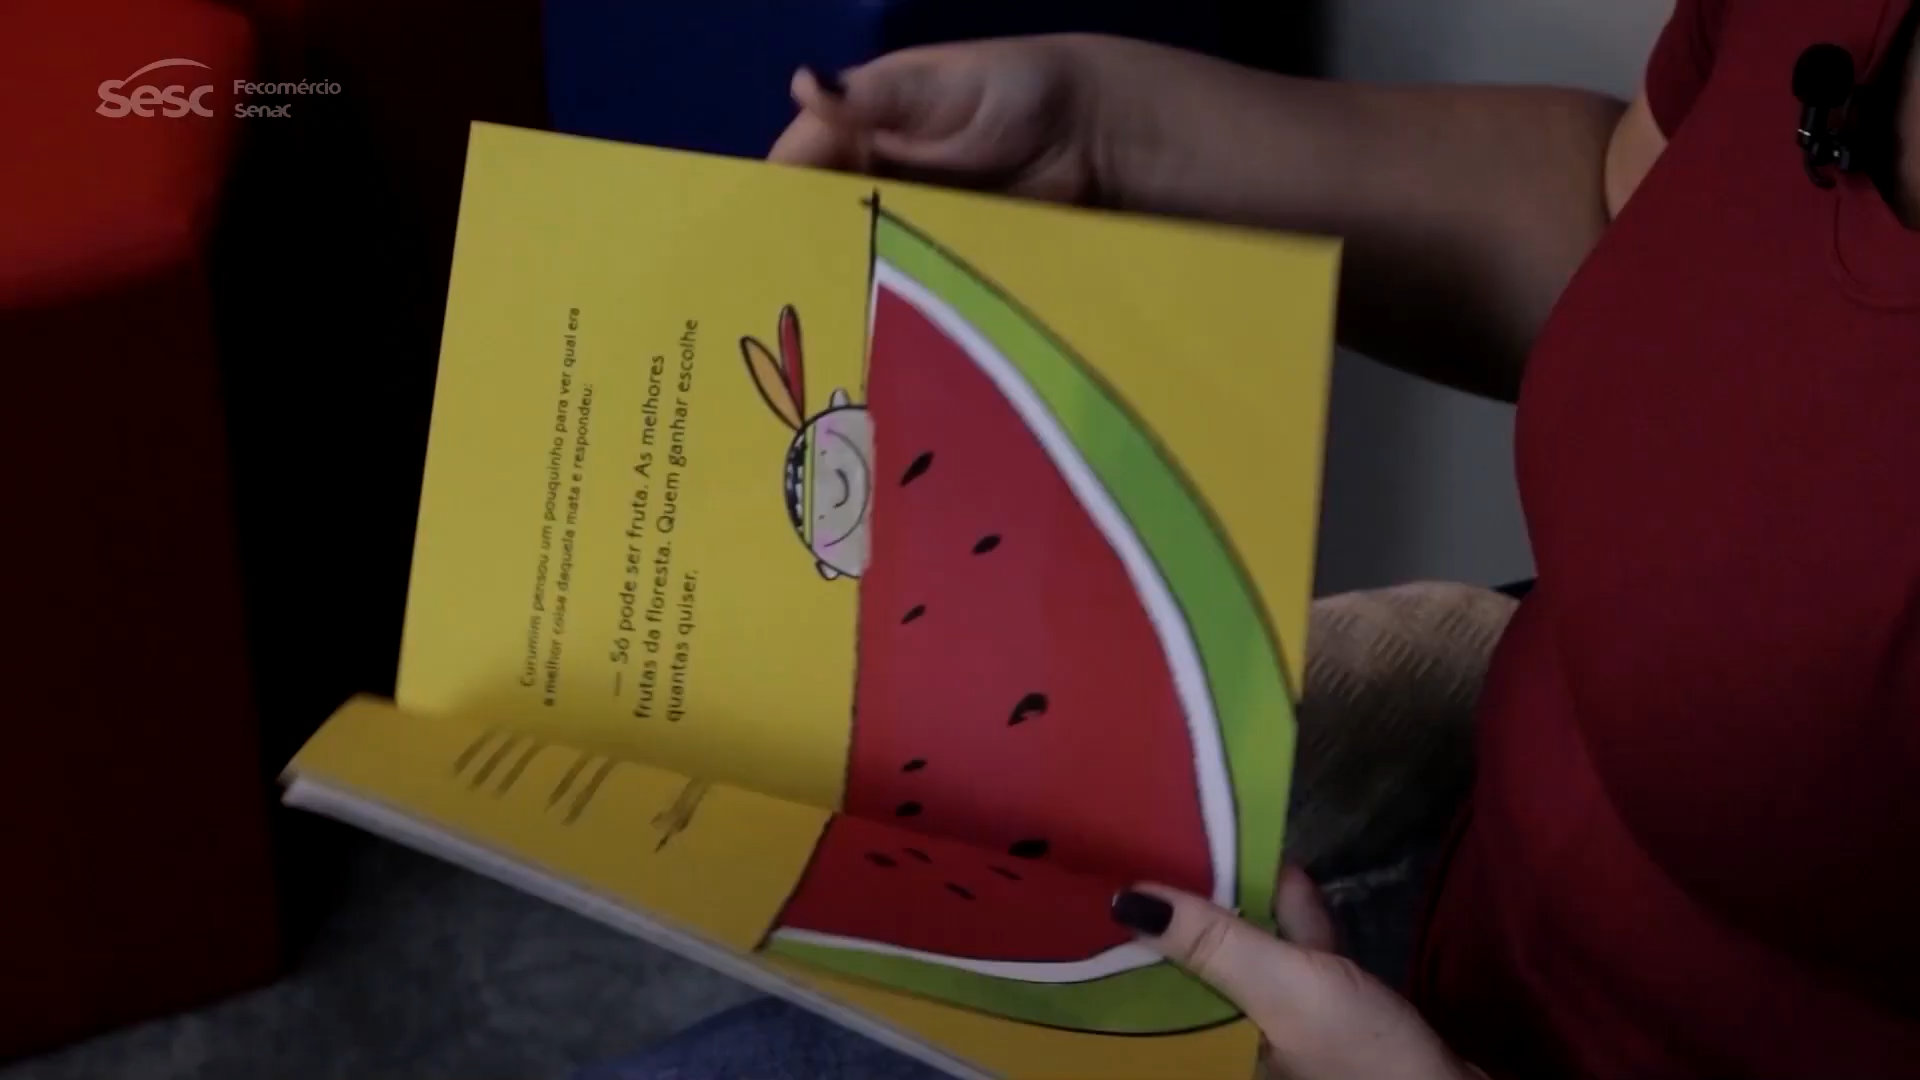 Sesc
Fecomércio
Senac
Curumim pensou um pouquinho para ver qual era
a melhor coisa daquela mata e respondeu:
— Só pode ser fruta. As melhores
frutas da floresta. Quem ganhar escolhe
quantas quiser.